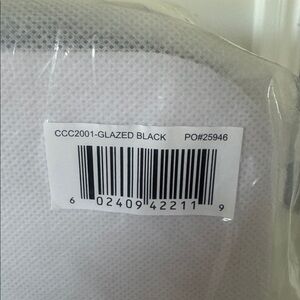 CCC2001-GLAZED BLACK PO#25946
6 02409 42211 9